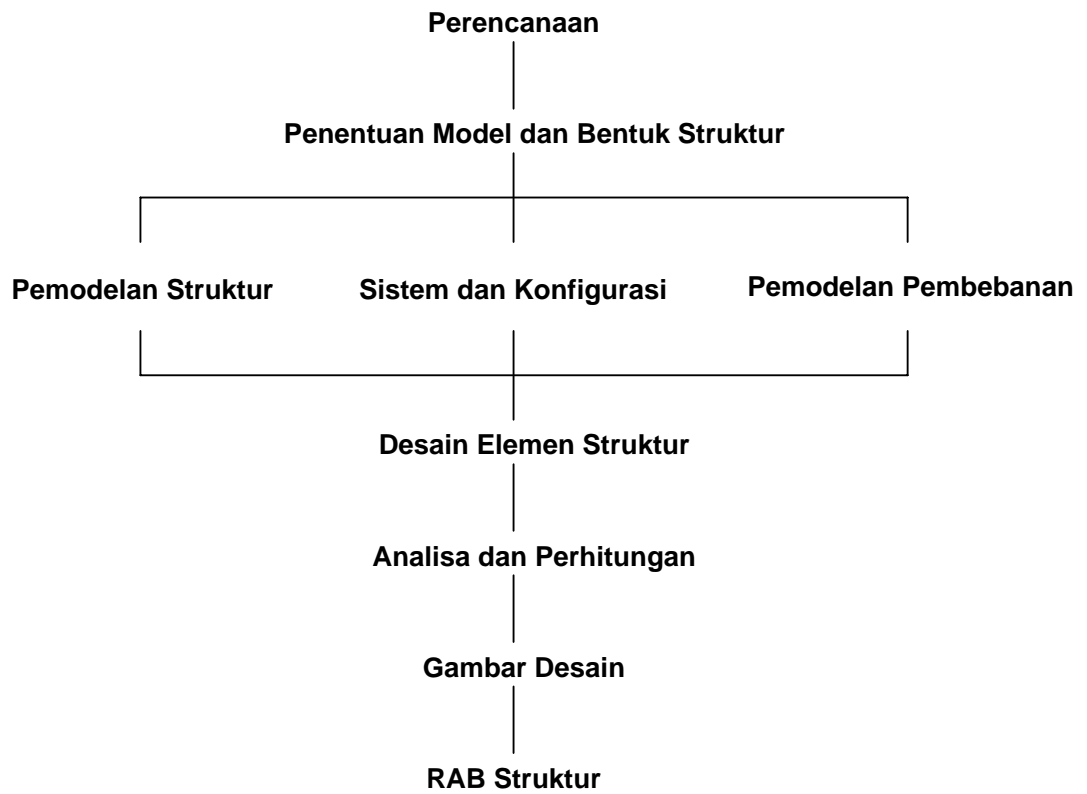 Perencanaan
Penentuan Model dan Bentuk Struktur
Pemodelan Struktur
Sistem dan Konfigurasi
Pemodelan Pembebanan
Desain Elemen Struktur
Analisa dan Perhitungan
Gambar Desain
RAB Struktur